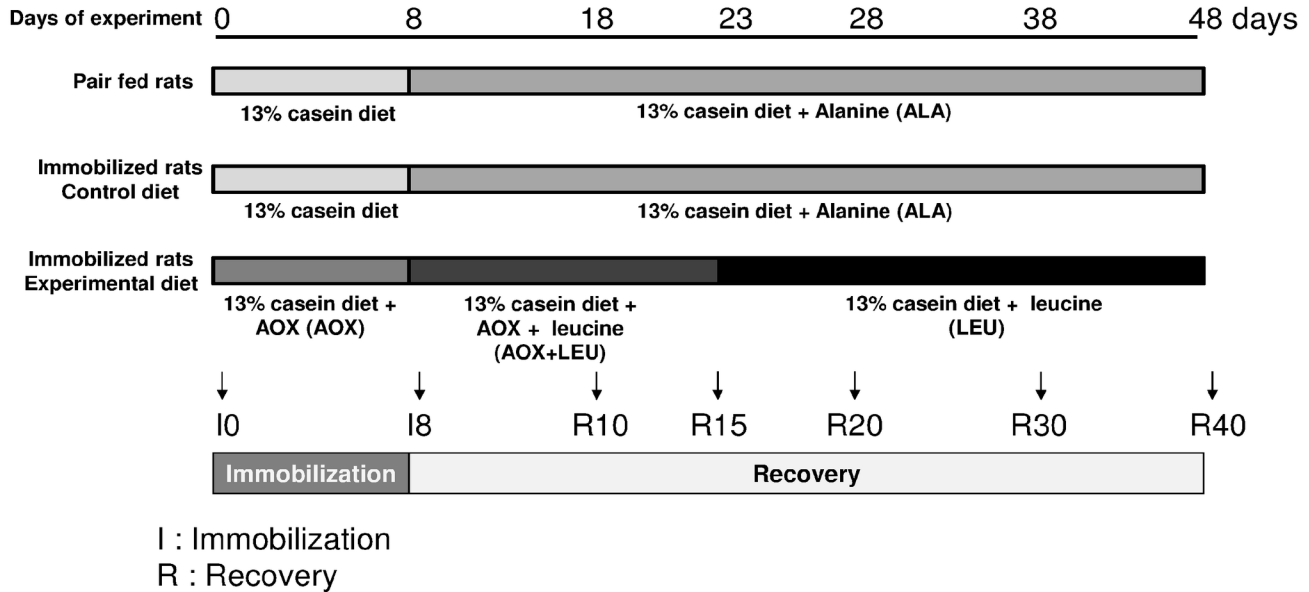 Days of experiment 0 8 18 23 28 38 48 days
Pair fed rats
13% casein diet 13% casein diet + Alanine (ALA)
Immobilized rats
Control diet
13% casein diet 13% casein diet + Alanine (ALA)
Immobilized rats
Experimental diet
13% casein diet +
AOX (AOX)
13% casein diet +
AOX + leucine
(AOX+LEU)
13% casein diet + leucine
(LEU)
I0 I8 R10 R15 R20 R30 R40
Immobilization Recovery
I : Immobilization
R : Recovery